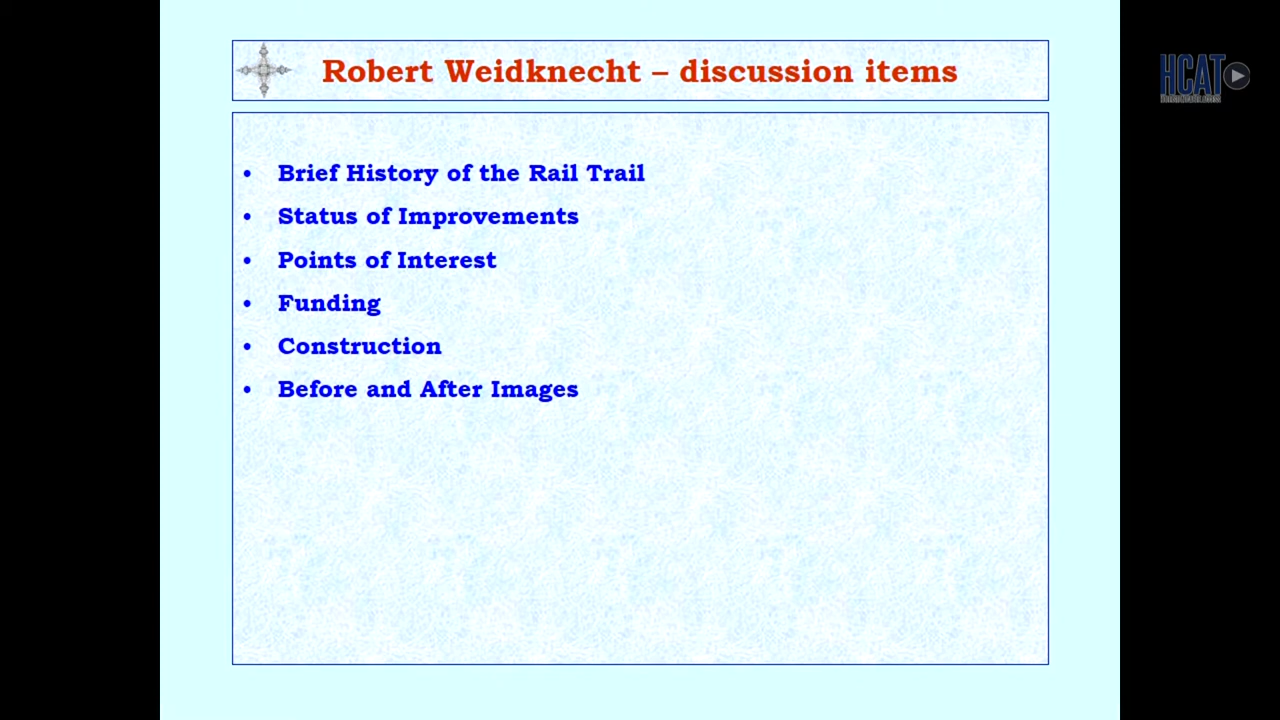 Robert Weidknecht – discussion items
HCAT
• Brief History of the Rail Trail
• Status of Improvements
• Points of Interest
• Funding
• Construction
• Before and After Images